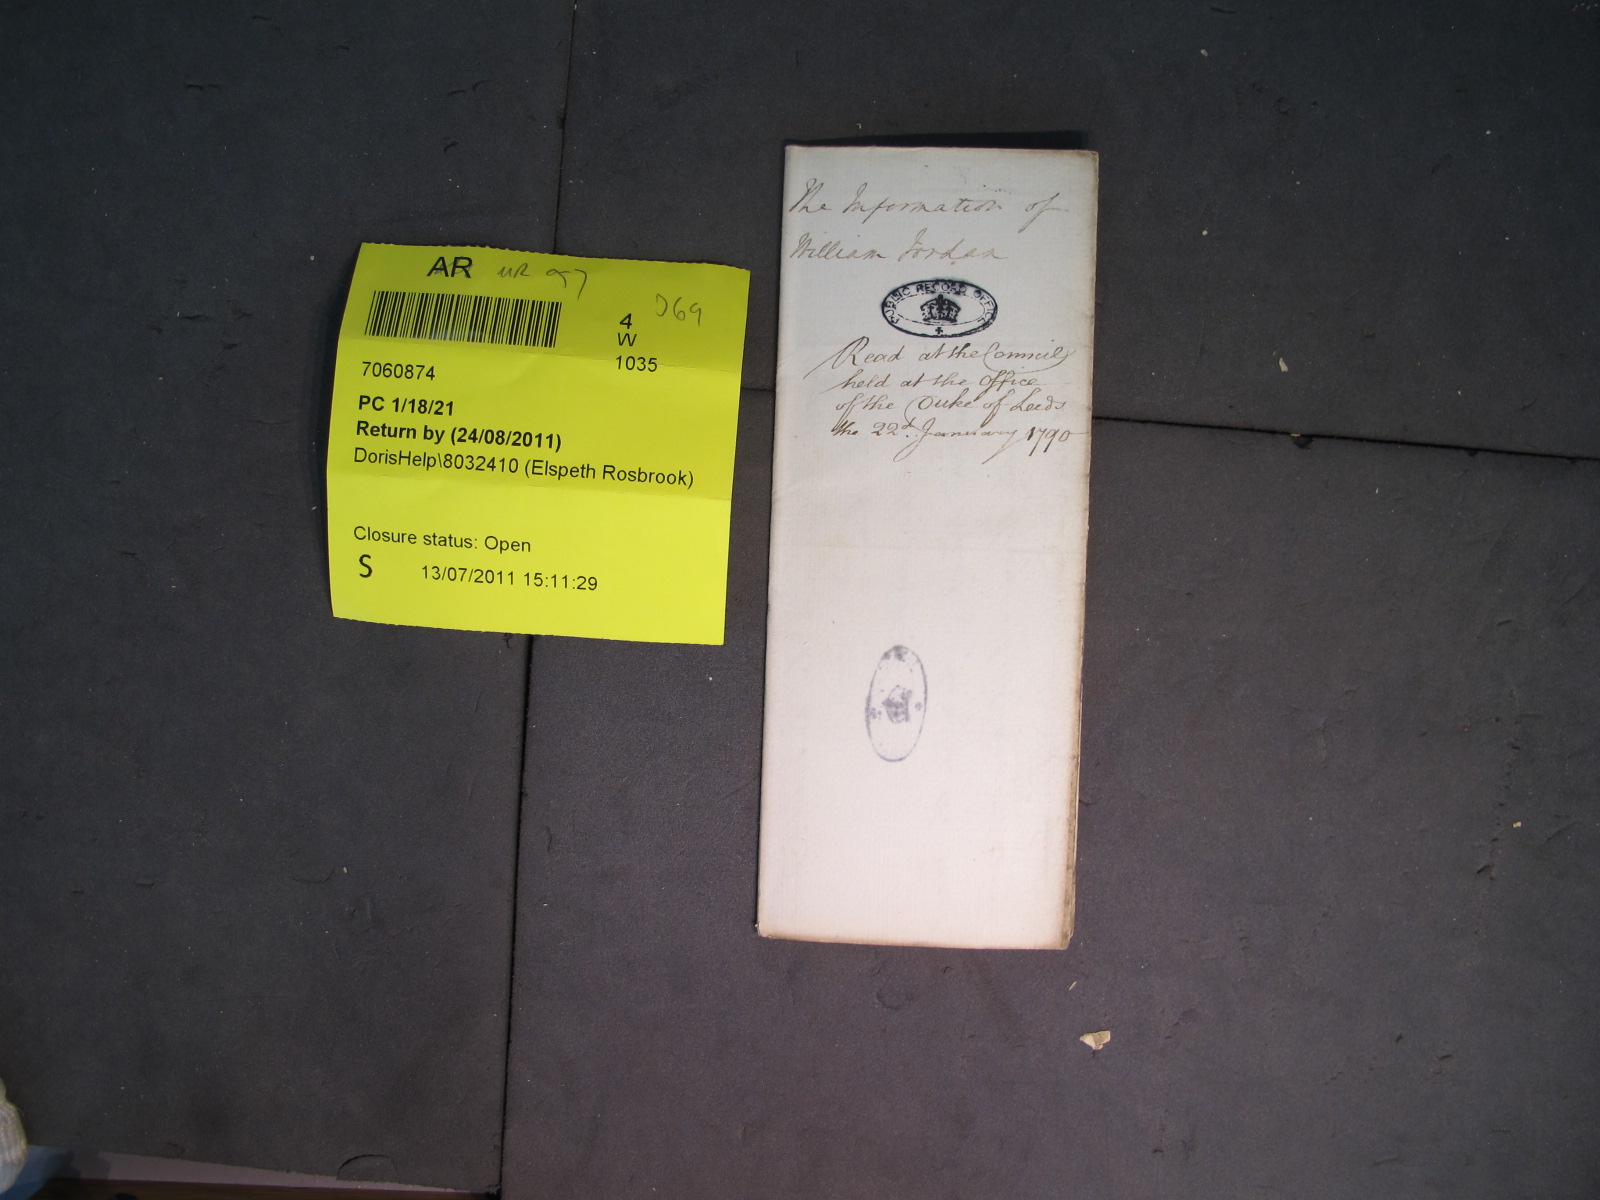 AR
4
W
1035
069
7060874
PC 1/18/21
Return by (24/08/2011)
DorisHelp\8032410 (Elspeth Rosbrook)
Closure status: Open
S 13/07/2011 15:11:29
The Information of
William Jordan
PUBLIC RECORD OFFICE
Read at the Council
held at the Office
of the Duke of Leeds
the 22d. January 1790